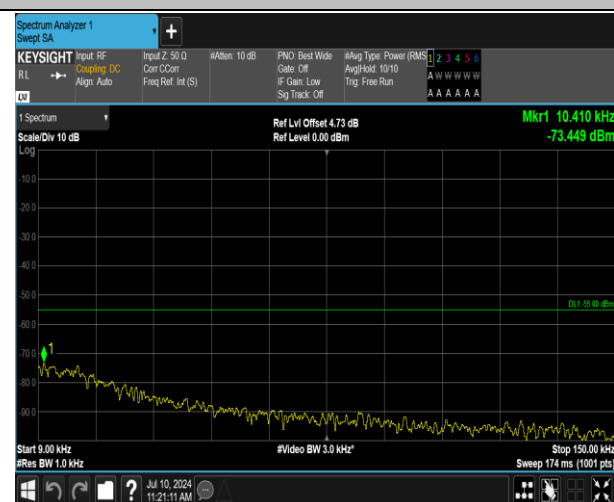 Spectrum Analyzer 1
Swept SA
+
KEYSIGHT Input: RF Input Z: 50 Ω #Atten: 10 dB PNO: Best Wide #Avg Type: Power (RMS 1 2 3 4 5 6
RL Coupling: DC Corr CCorr Gate: Off Avg|Hold: 10/10 A W W W W W
Align: Auto Freq Ref: Int (S) IF Gain: Low Trig: Free Run
Sig Track: Off A A A A A A
LXI
1 Spectrum Ref Lvl Offset 4.73 dB Mkr1 10.410 kHz
Scale/Div 10 dB Ref Level 0.00 dBm -73.449 dBm
Log
-10.0
-20.0
-30.0
-40.0
-50.0
DL1 -55.00 dBm
-60.0
-70.0 1
-80.0
-90.0
Start 9.00 kHz #Video BW 3.0 kHz* Stop 150.00 kHz
#Res BW 1.0 kHz Sweep 174 ms (1001 pts)
? Jul 10, 2024
11:21:11 AM